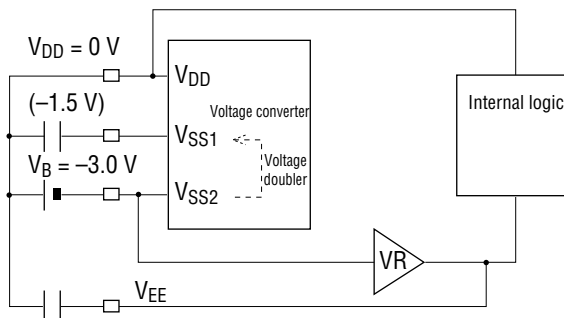 V_DD = 0 V
V_DD
(–1.5 V)
Voltage converter
V_SS1
Voltage
doubler
V_B = –3.0 V
V_SS2
Internal logic
VR
V_EE